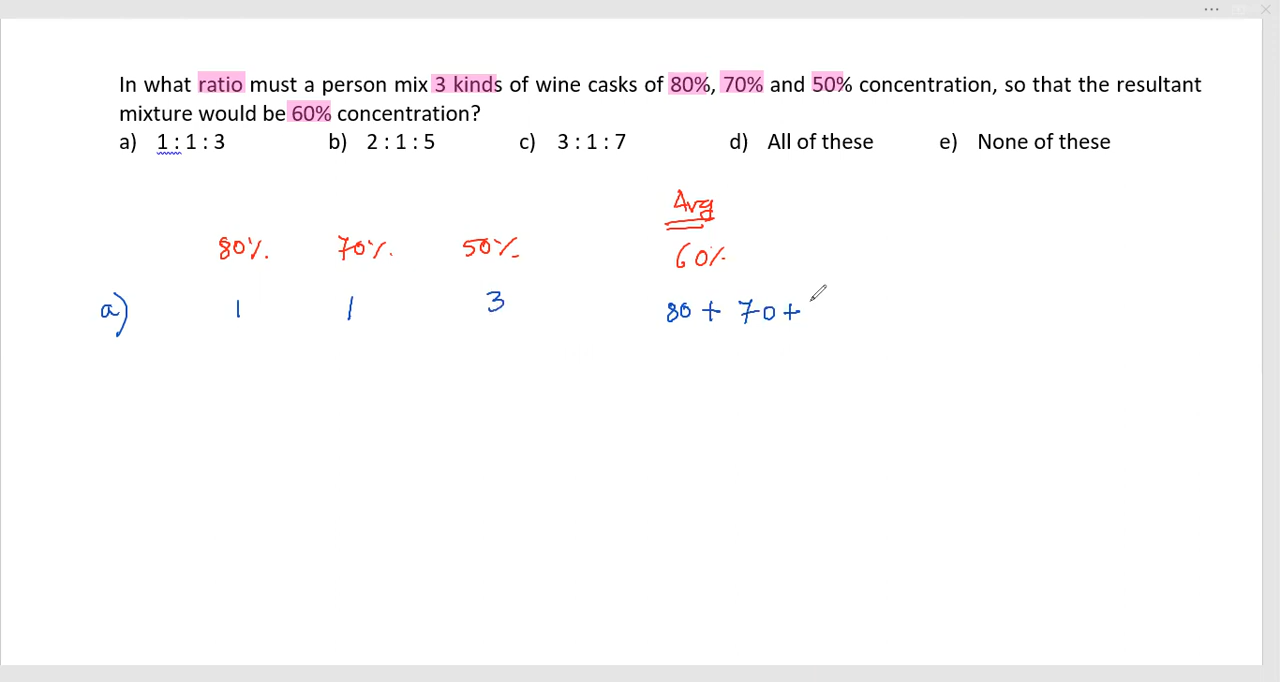 In what ratio must a person mix 3 kinds of wine casks of 80%, 70% and 50% concentration, so that the resultant
mixture would be 60% concentration?
a) 1 : 1 : 3 b) 2 : 1 : 5 c) 3 : 1 : 7 d) All of these e) None of these
Avg
80% 70% 50% 60%
a) 1 1 3 80 + 70 +